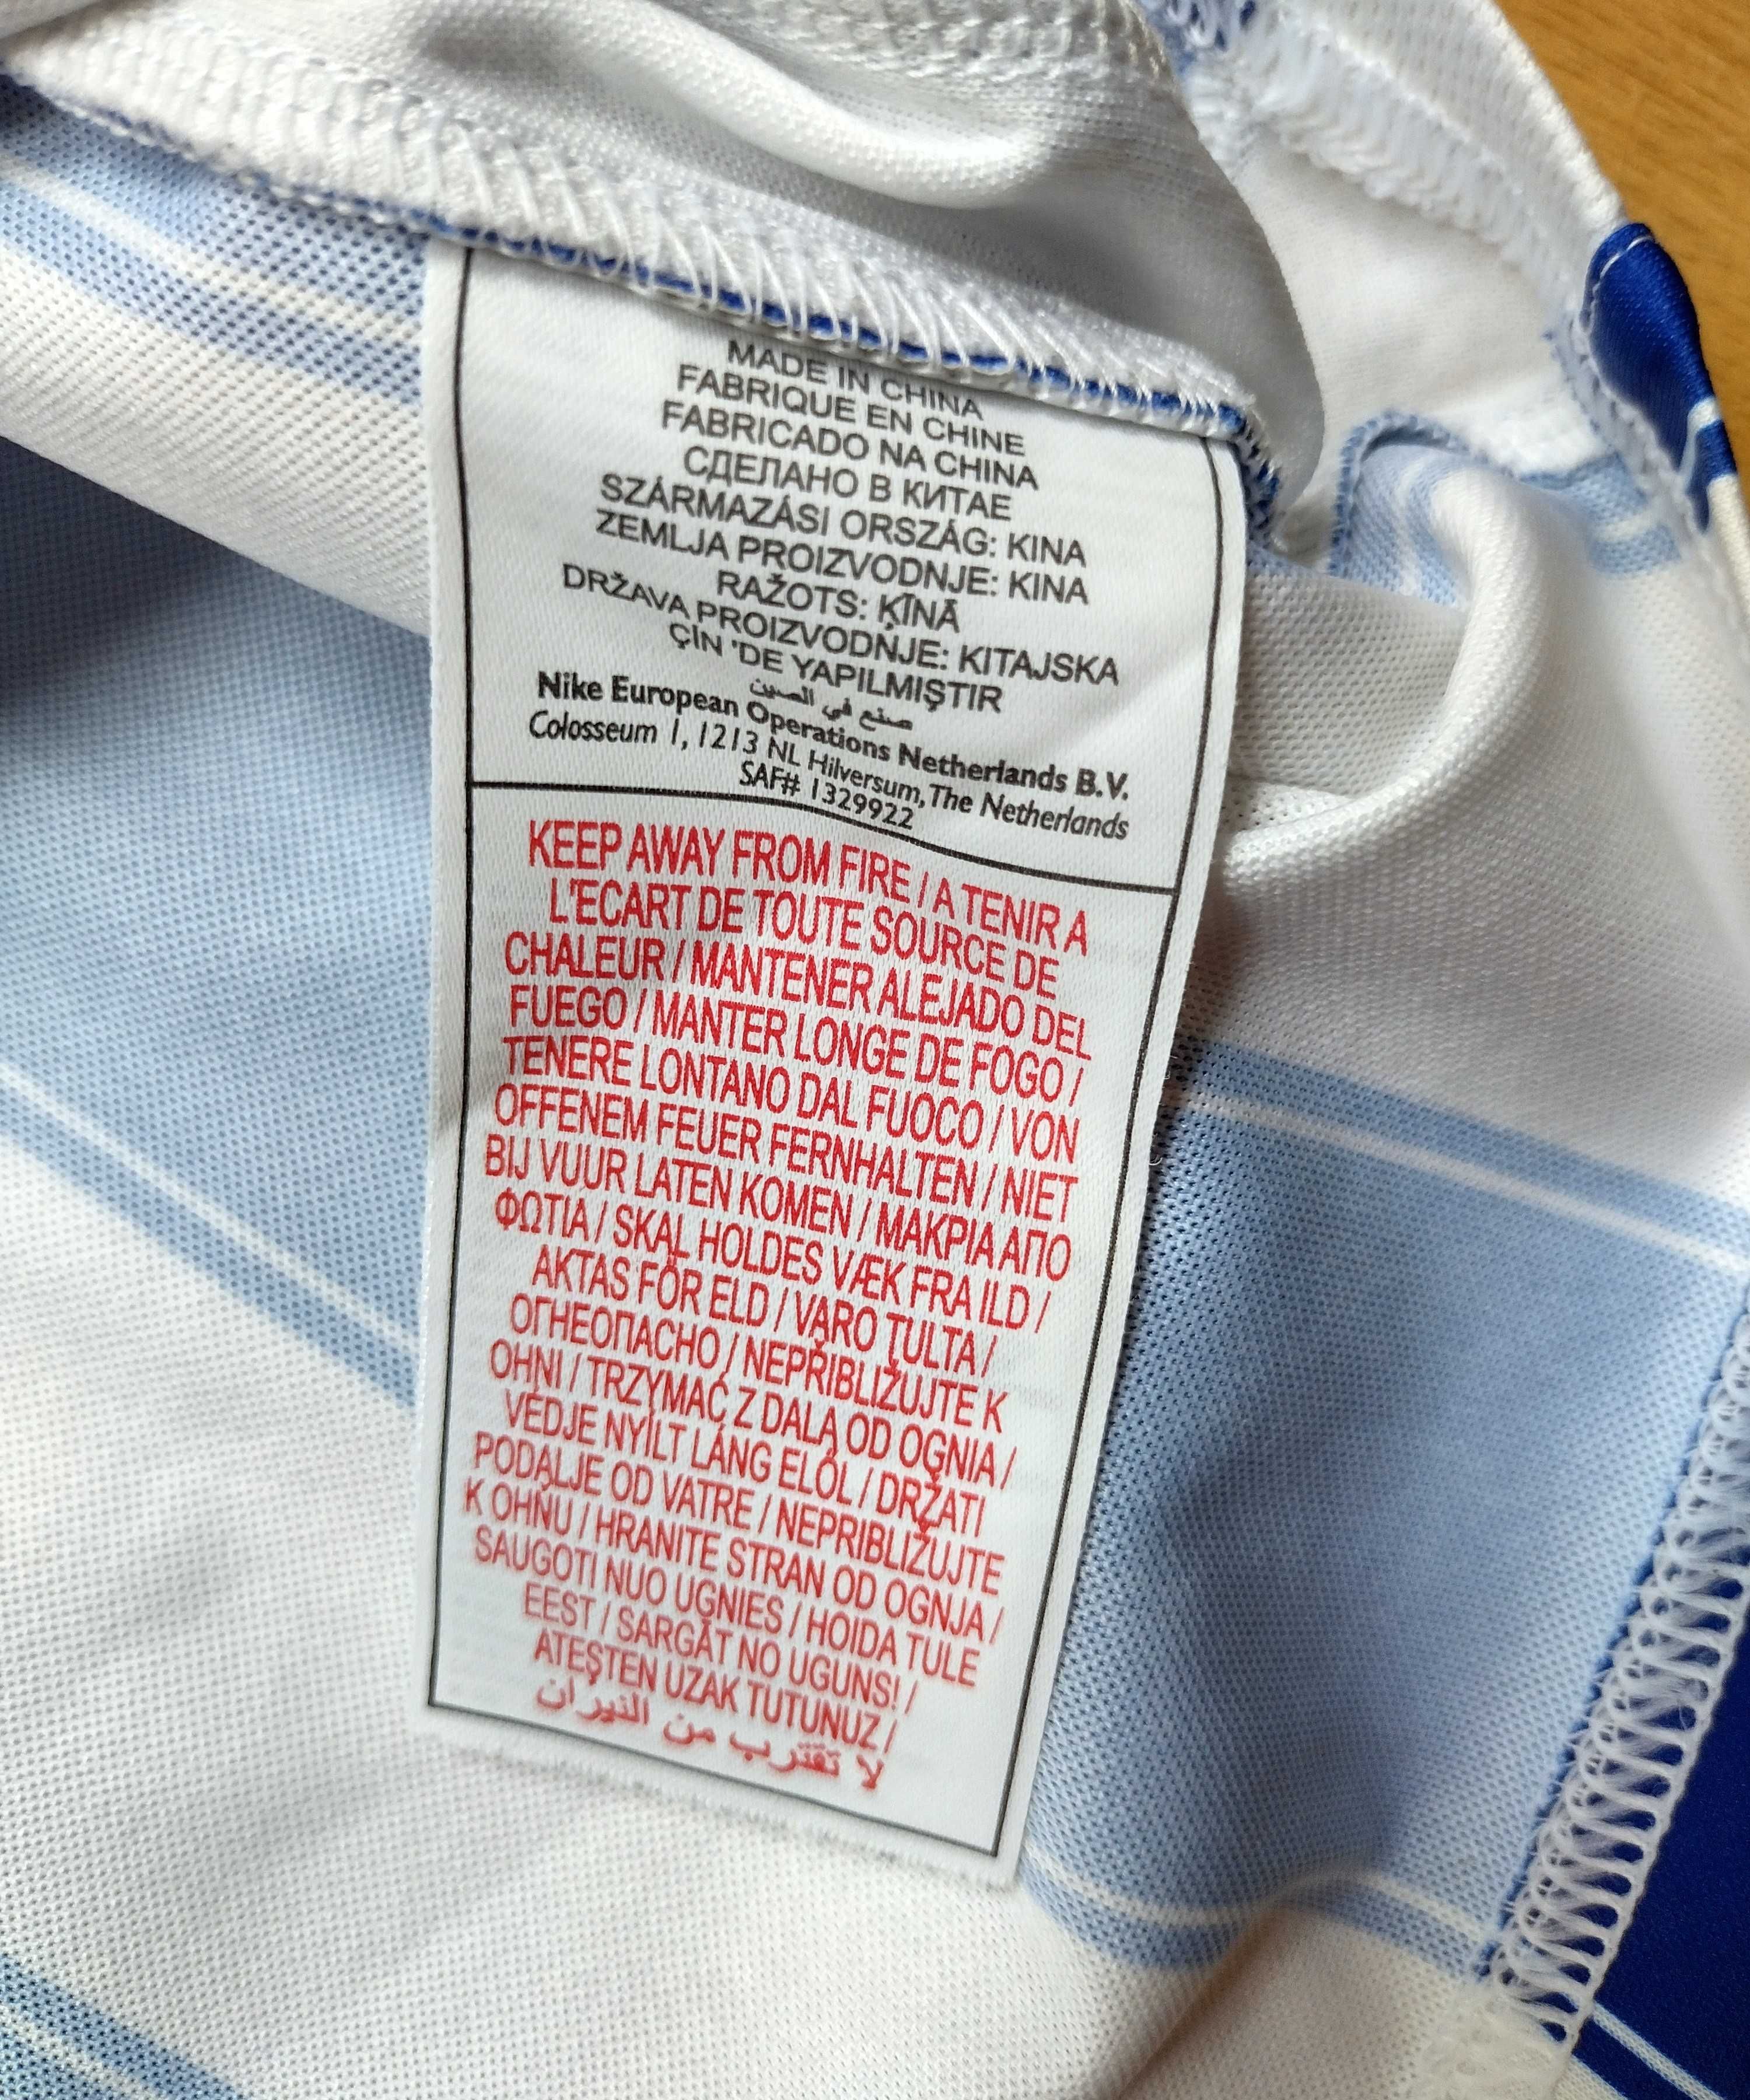 MADE IN CHINA
FABRIQUE EN CHINE
FABRICADO NA CHINA
СДЕЛАНО В КИТАЕ
SZÁRMAZÁSI ORSZÁG: KINA
ZEMLJA PROIZVODNJE: KINA
RAŽOTS: ĶĪNĀ
DRŽAVA PROIZVODNJE: KITAJSKA
ÇİN 'DE YAPILMIŞTIR
صنع في الصين
Nike European Operations Netherlands B.V.
Colosseum 1, 1213 NL Hilversum, The Netherlands
SAF# 1329922
KEEP AWAY FROM FIRE / A TENIR A
L'ECART DE TOUTE SOURCE DE
CHALEUR / MANTENER ALEJADO DEL
FUEGO / MANTER LONGE DE FOGO /
TENERE LONTANO DAL FUOCO / VON
OFFENEM FEUER FERNHALTEN / NIET
BIJ VUUR LATEN KOMEN / ΜΑΚΡΙΑ ΑΠΟ
ΦΩΤΙΑ / SKAL HOLDES VÆK FRA ILD /
AKTAS FÖR ELD / VARO TULTA /
ОГНЕОПАСНО / NEPŘIBLIŽUJTE K
OHNI / TRZYMAĆ Z DALA OD OGNIA /
VÉDJE NYÍLT LÁNG ELŐL / DRŽATI
PODALJE OD VATRE / NEPRIBLIŽUJTE
K OHŇU / HRANITE STRAN OD OGNJA /
SAUGOTI NUO UGNIES / HOIDA TULE
EEST / SARGĀT NO UGUNS! /
ATEŞTEN UZAK TUTUNUZ /
لا تقترب من النيران